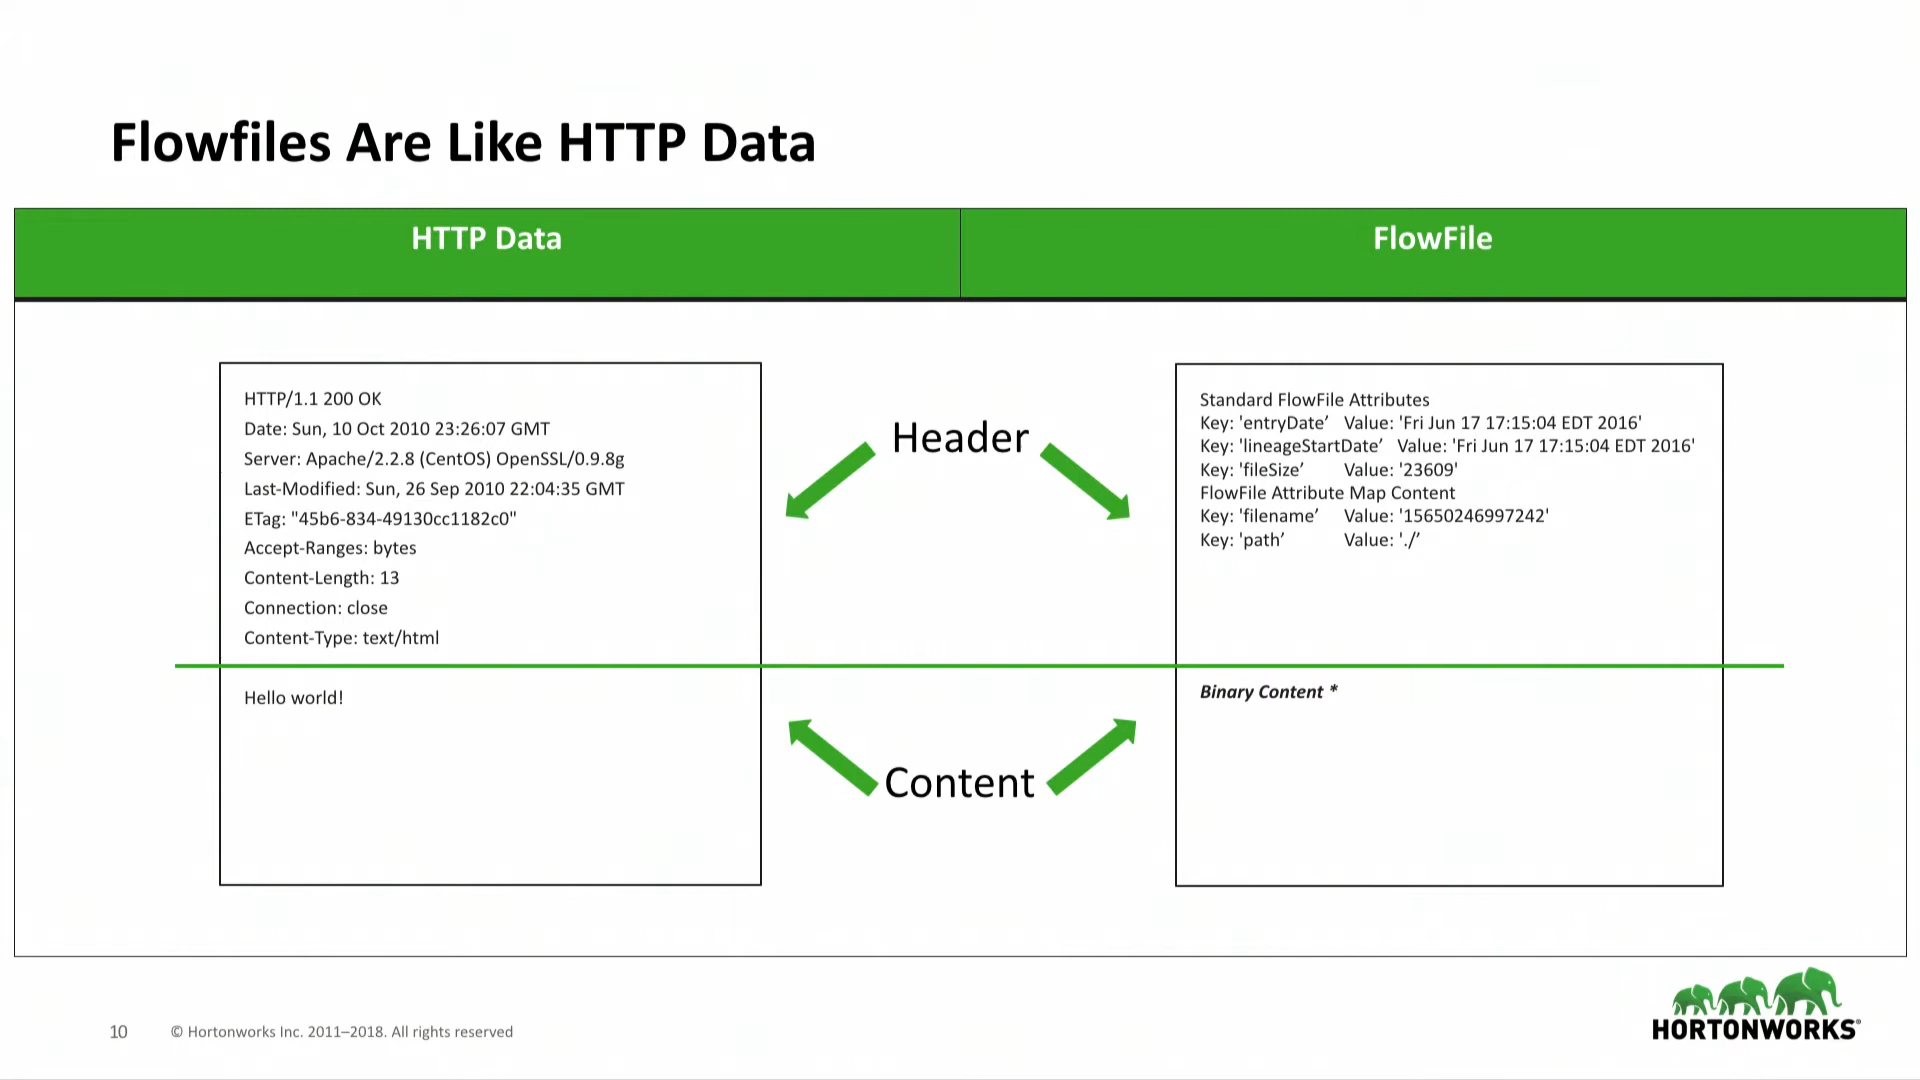 Flowfiles Are Like HTTP Data
HTTP Data
FlowFile
HTTP/1.1 200 OK
Date: Sun, 10 Oct 2010 23:26:07 GMT
Server: Apache/2.2.8 (CentOS) OpenSSL/0.9.8g
Last-Modified: Sun, 26 Sep 2010 22:04:35 GMT
ETag: "45b6-834-49130cc1182c0"
Accept-Ranges: bytes
Content-Length: 13
Connection: close
Content-Type: text/html
Hello world!
Header
Content
Standard FlowFile Attributes
Key: 'entryDate’ Value: 'Fri Jun 17 17:15:04 EDT 2016'
Key: 'lineageStartDate’ Value: 'Fri Jun 17 17:15:04 EDT 2016'
Key: 'fileSize’ Value: '23609'
FlowFile Attribute Map Content
Key: 'filename’ Value: '15650246997242'
Key: 'path’ Value: './’
Binary Content *
10 © Hortonworks Inc. 2011–2018. All rights reserved
HORTONWORKS®